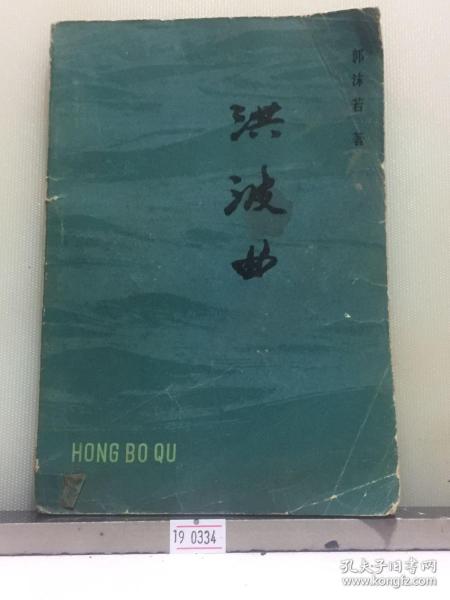 郭沫若 著
洪波曲
HONG BO QU
19 0334
孔夫子旧书网
www.kongfz.com